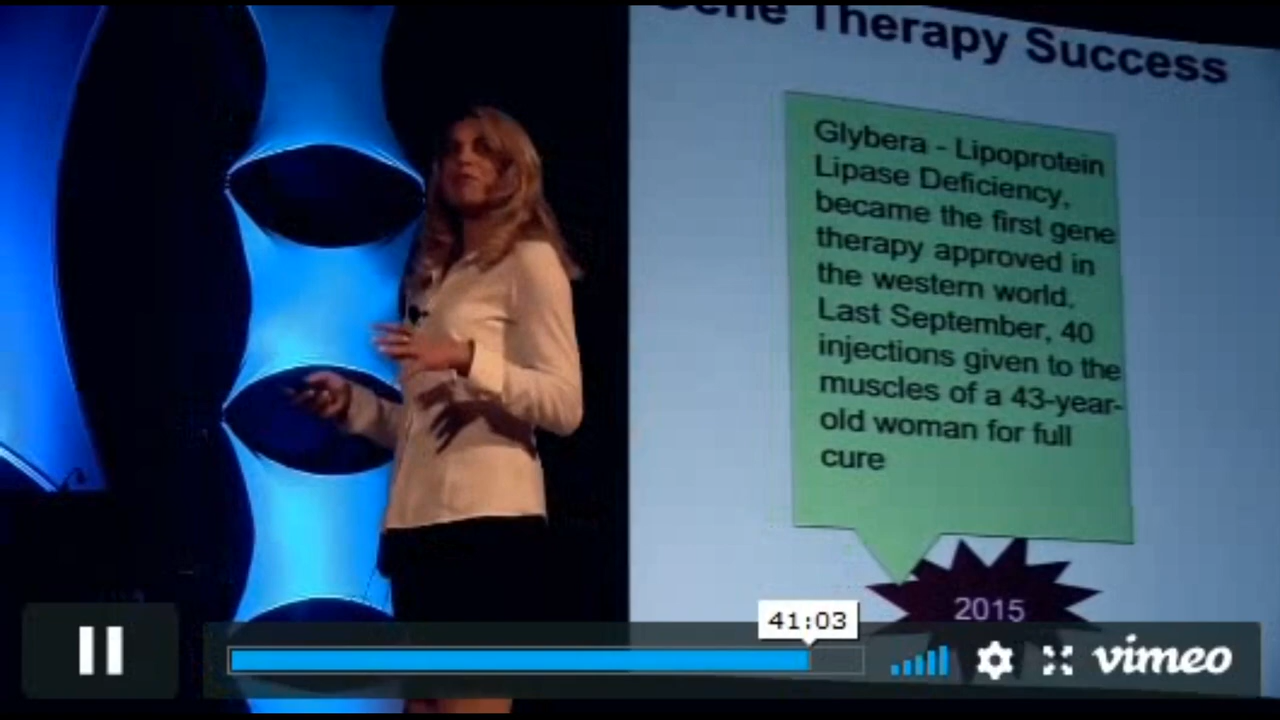 Gene Therapy Success
Glybera - Lipoprotein
Lipase Deficiency,
became the first gene
therapy approved in
the western world.
Last September, 40
injections given to the
muscles of a 43-year-
old woman for full
cure
2015
41:03
vimeo